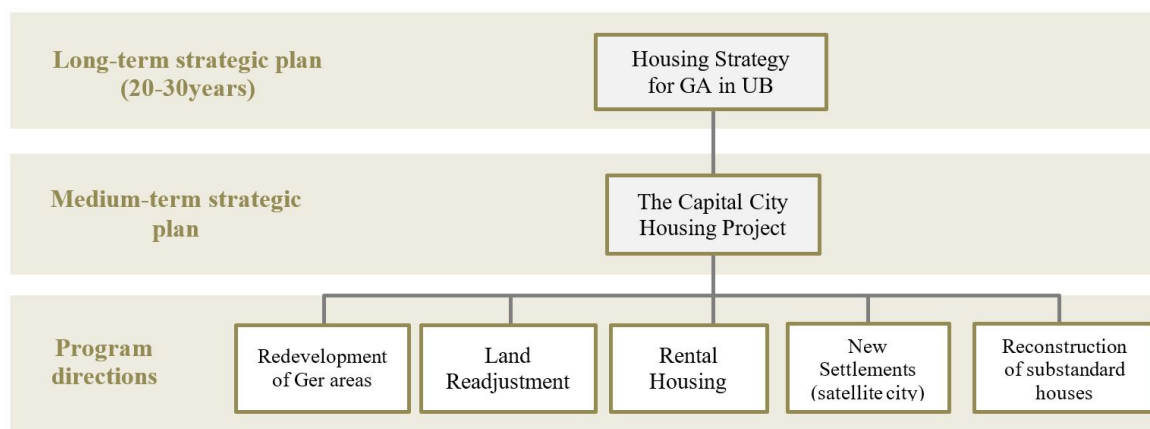 Long-term strategic plan
(20-30years)
Housing Strategy
for GA in UB
Medium-term strategic
plan
The Capital City
Housing Project
Program
directions
Redevelopment
of Ger areas
Land
Readjustment
Rental
Housing
New
Settlements
(satellite city)
Reconstruction
of substandard
houses